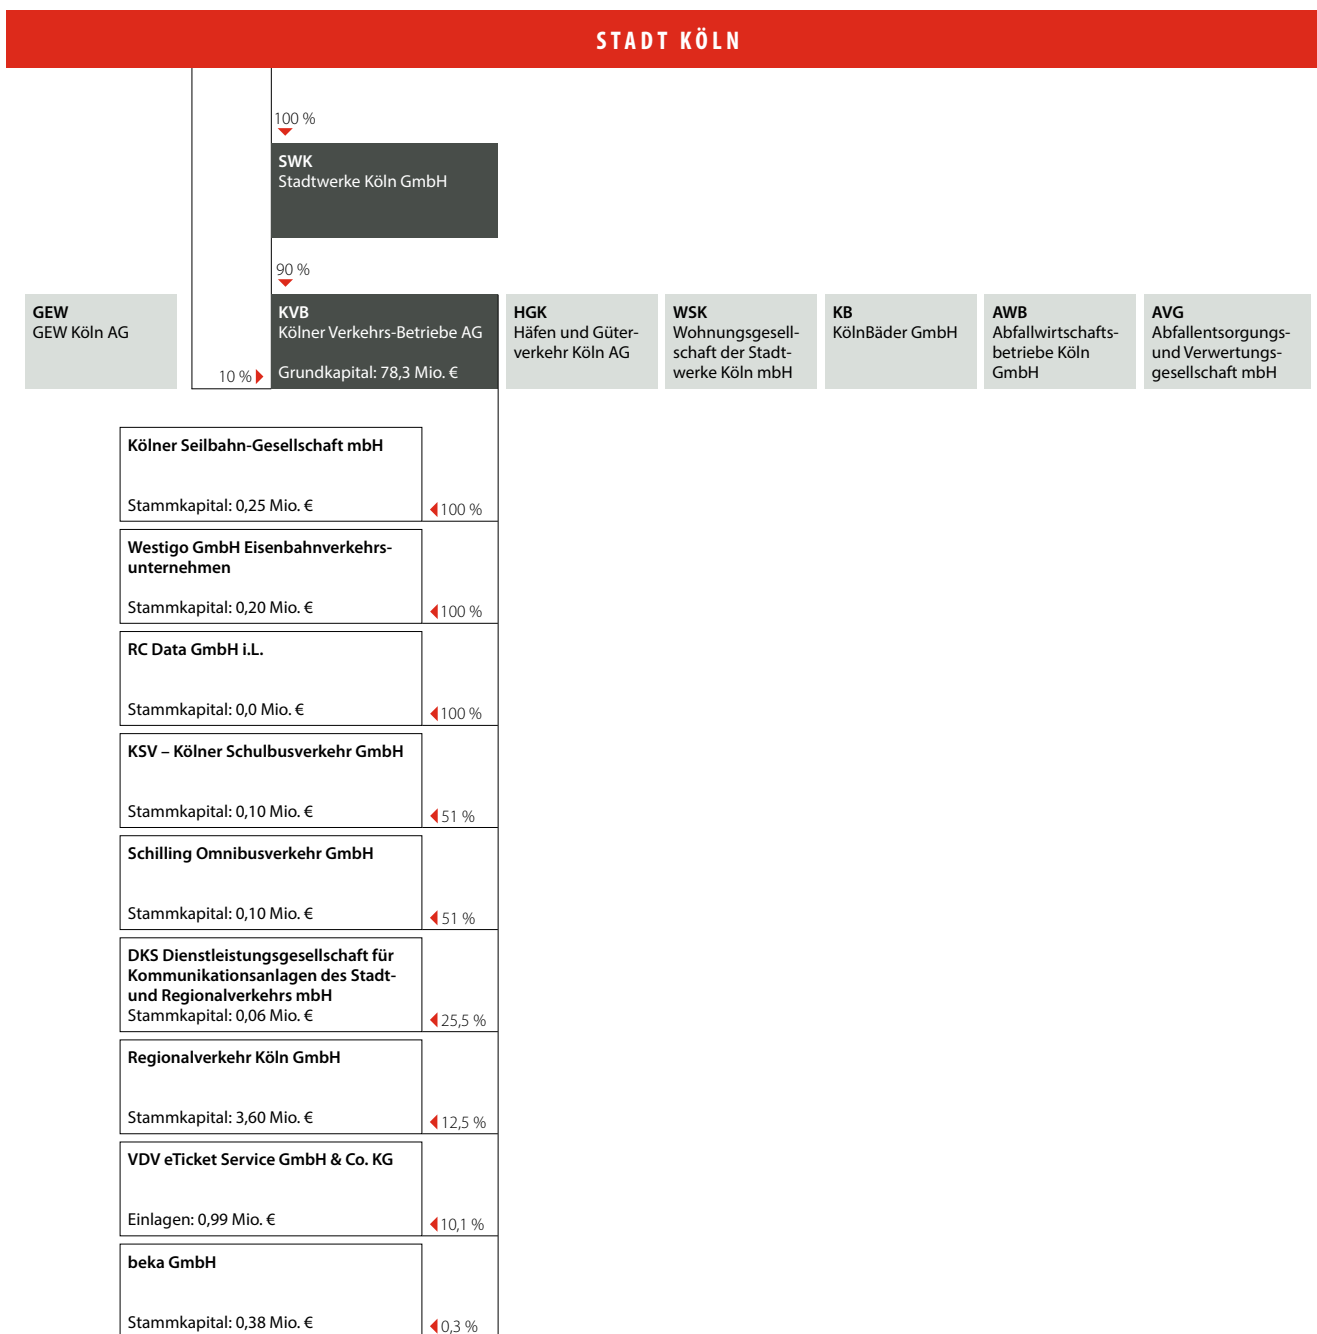 STADT KÖLN
100 %
SWK
Stadtwerke Köln GmbH
90 %
GEW
GEW Köln AG
10 %
KVB
Kölner Verkehrs-Betriebe AG
Grundkapital: 78,3 Mio. €
HGK
Häfen und Güter-
verkehr Köln AG
WSK
Wohnungsgesell-
schaft der Stadt-
werke Köln mbH
KB
KölnBäder GmbH
AWB
Abfallwirtschafts-
betriebe Köln
GmbH
AVG
Abfallentsorgungs-
und Verwertungs-
gesellschaft mbH
Kölner Seilbahn-Gesellschaft mbH
Stammkapital: 0,25 Mio. €
100 %
Westigo GmbH Eisenbahnverkehrs-
unternehmen
Stammkapital: 0,20 Mio. €
100 %
RC Data GmbH i.L.
Stammkapital: 0,0 Mio. €
100 %
KSV – Kölner Schulbusverkehr GmbH
Stammkapital: 0,10 Mio. €
51 %
Schilling Omnibusverkehr GmbH
Stammkapital: 0,10 Mio. €
51 %
DKS Dienstleistungsgesellschaft für
Kommunikationsanlagen des Stadt-
und Regionalverkehrs mbH
Stammkapital: 0,06 Mio. €
25,5 %
Regionalverkehr Köln GmbH
Stammkapital: 3,60 Mio. €
12,5 %
VDV eTicket Service GmbH & Co. KG
Einlagen: 0,99 Mio. €
10,1 %
beka GmbH
Stammkapital: 0,38 Mio. €
0,3 %